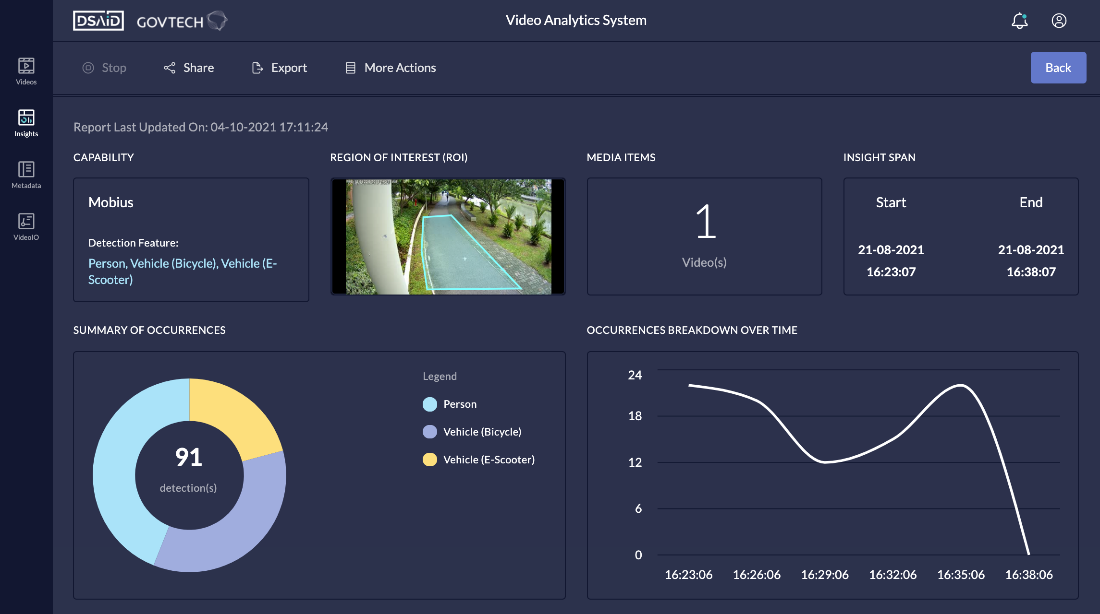 DSAID GOVTECH
Video Analytics System
Stop
Share
Export
More Actions
Back
Videos
Insights
Metadata
VideoIO
Report Last Updated On: 04-10-2021 17:11:24
CAPABILITY
Mobius
Detection Feature:
Person, Vehicle (Bicycle), Vehicle (E-
Scooter)
REGION OF INTEREST (ROI)
MEDIA ITEMS
1
Video(s)
INSIGHT SPAN
Start
End
21-08-2021
16:23:07
21-08-2021
16:38:07
SUMMARY OF OCCURRENCES
91
detection(s)
Legend
Person
Vehicle (Bicycle)
Vehicle (E-Scooter)
OCCURRENCES BREAKDOWN OVER TIME
24
18
12
6
0
16:23:06 16:26:06 16:29:06 16:32:06 16:35:06 16:38:06